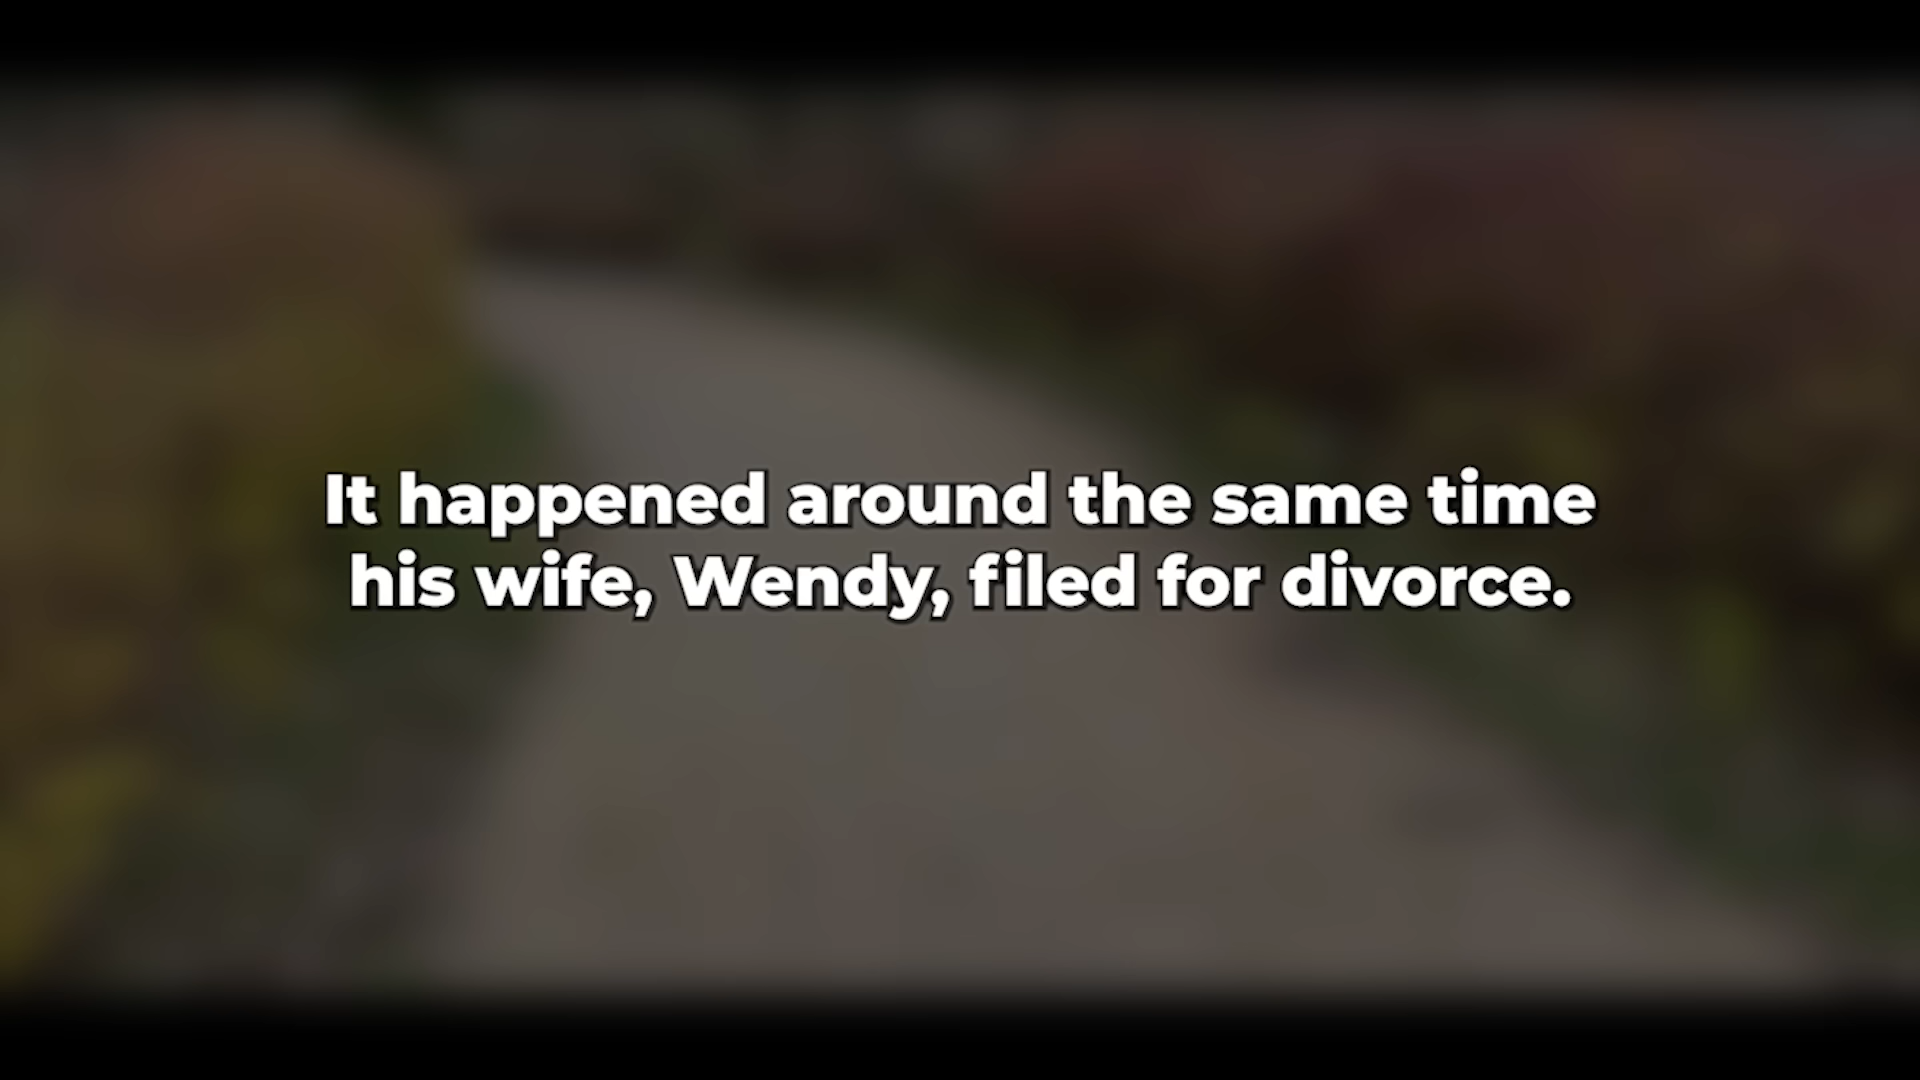 It happened around the same time
his wife, Wendy, filed for divorce.